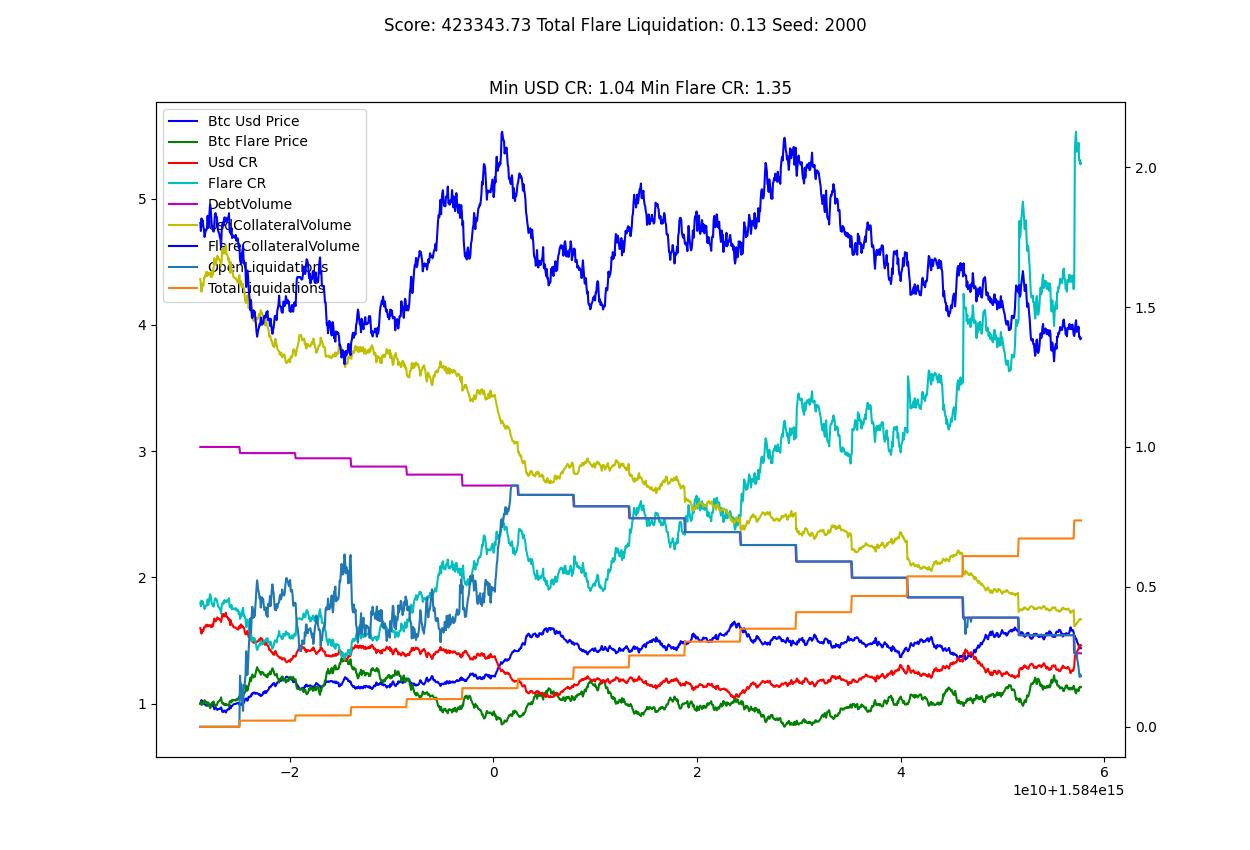 Score: 423343.73 Total Flare Liquidation: 0.13 Seed: 2000
Min USD CR: 1.04 Min Flare CR: 1.35
Btc Usd Price
Btc Flare Price
Usd CR
Flare CR
DebtVolume
UsdCollateralVolume
FlareCollateralVolume
OpenLiquidations
TotalLiquidations
5
4
3
2
1
2.0
1.5
1.0
0.5
0.0
−2
0
2
4
6
1e10+1.584e15